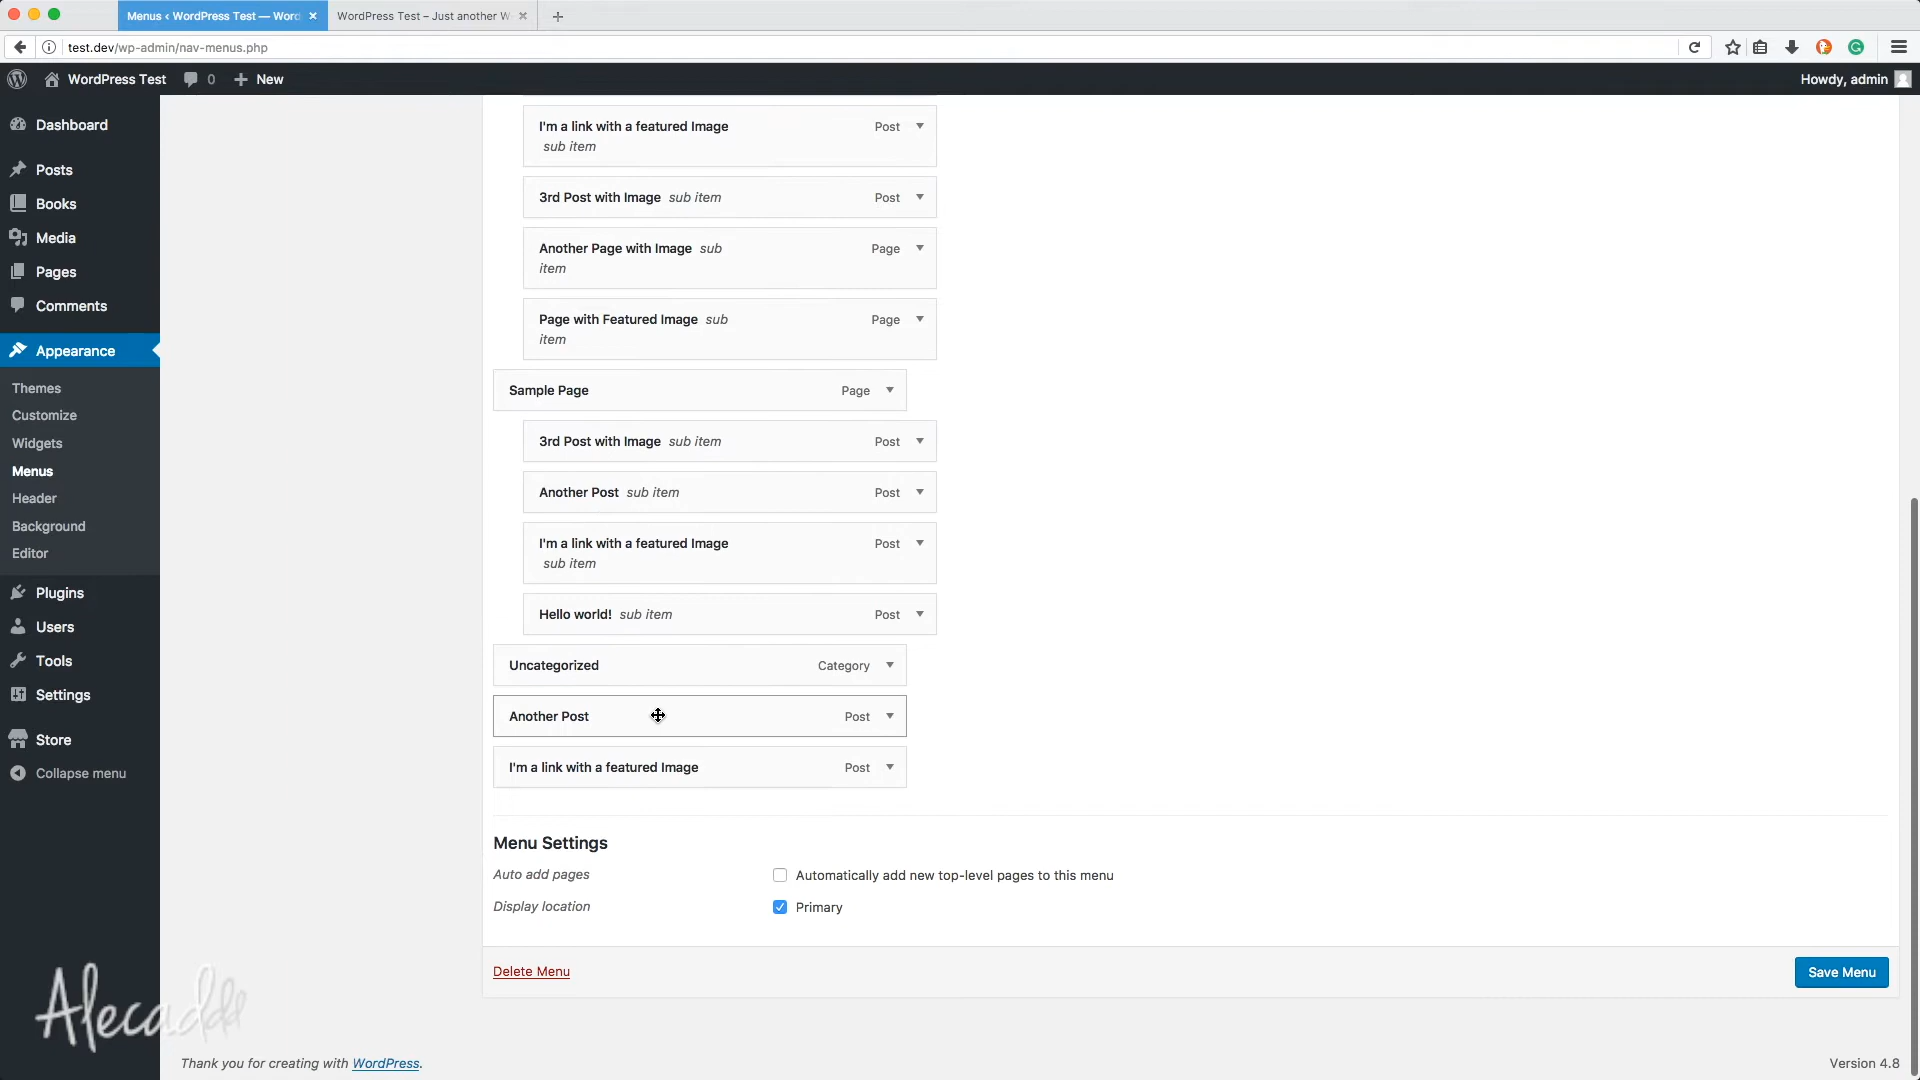 Menus ‹ WordPress Test — Word
WordPress Test – Just another W
test.dev/wp-admin/nav-menus.php
WordPress Test 0 New
Howdy, admin
Dashboard
Posts
Books
Media
Pages
Comments
Appearance
Themes
Customize
Widgets
Menus
Header
Background
Editor
Plugins
Users
Tools
Settings
Store
Collapse menu
I'm a link with a featured Image Post
sub item
3rd Post with Image sub item Post
Another Page with Image sub Page
item
Page with Featured Image sub Page
item
Sample Page Page
3rd Post with Image sub item Post
Another Post sub item Post
I'm a link with a featured Image Post
sub item
Hello world! sub item Post
Uncategorized Category
Another Post Post
I'm a link with a featured Image Post
Menu Settings
Auto add pages Automatically add new top-level pages to this menu
Display location Primary
Delete Menu Save Menu
Alecaddd
Thank you for creating with WordPress. Version 4.8